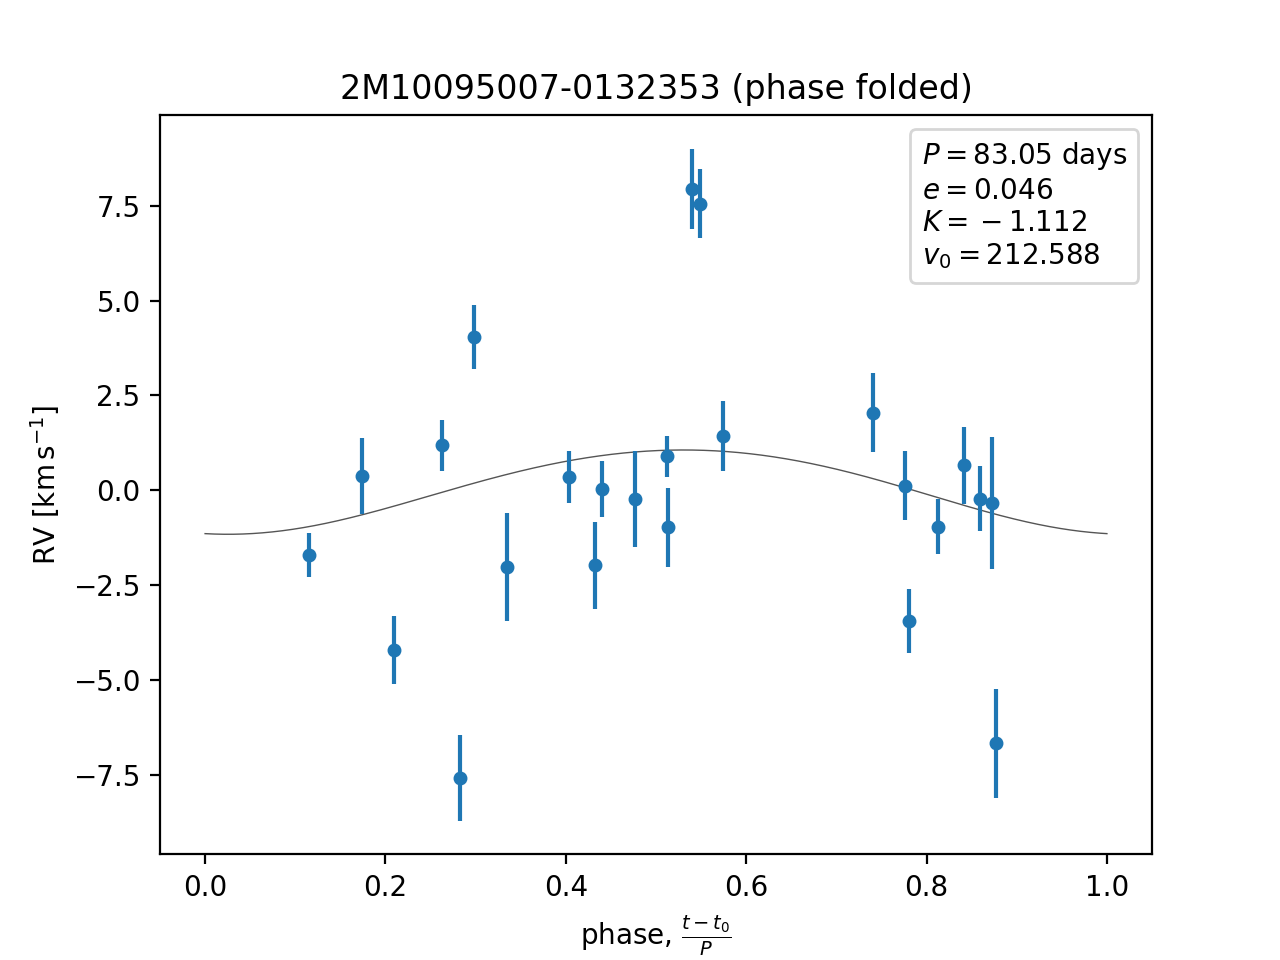 2M10095007-0132353 (phase folded)
P = 83.05 days
e = 0.046
K = −1.112
v₀ = 212.588
RV [km s⁻¹]
7.5
5.0
2.5
0.0
−2.5
−5.0
−7.5
0.0 0.2 0.4 0.6 0.8 1.0
phase, (t − t₀)/P